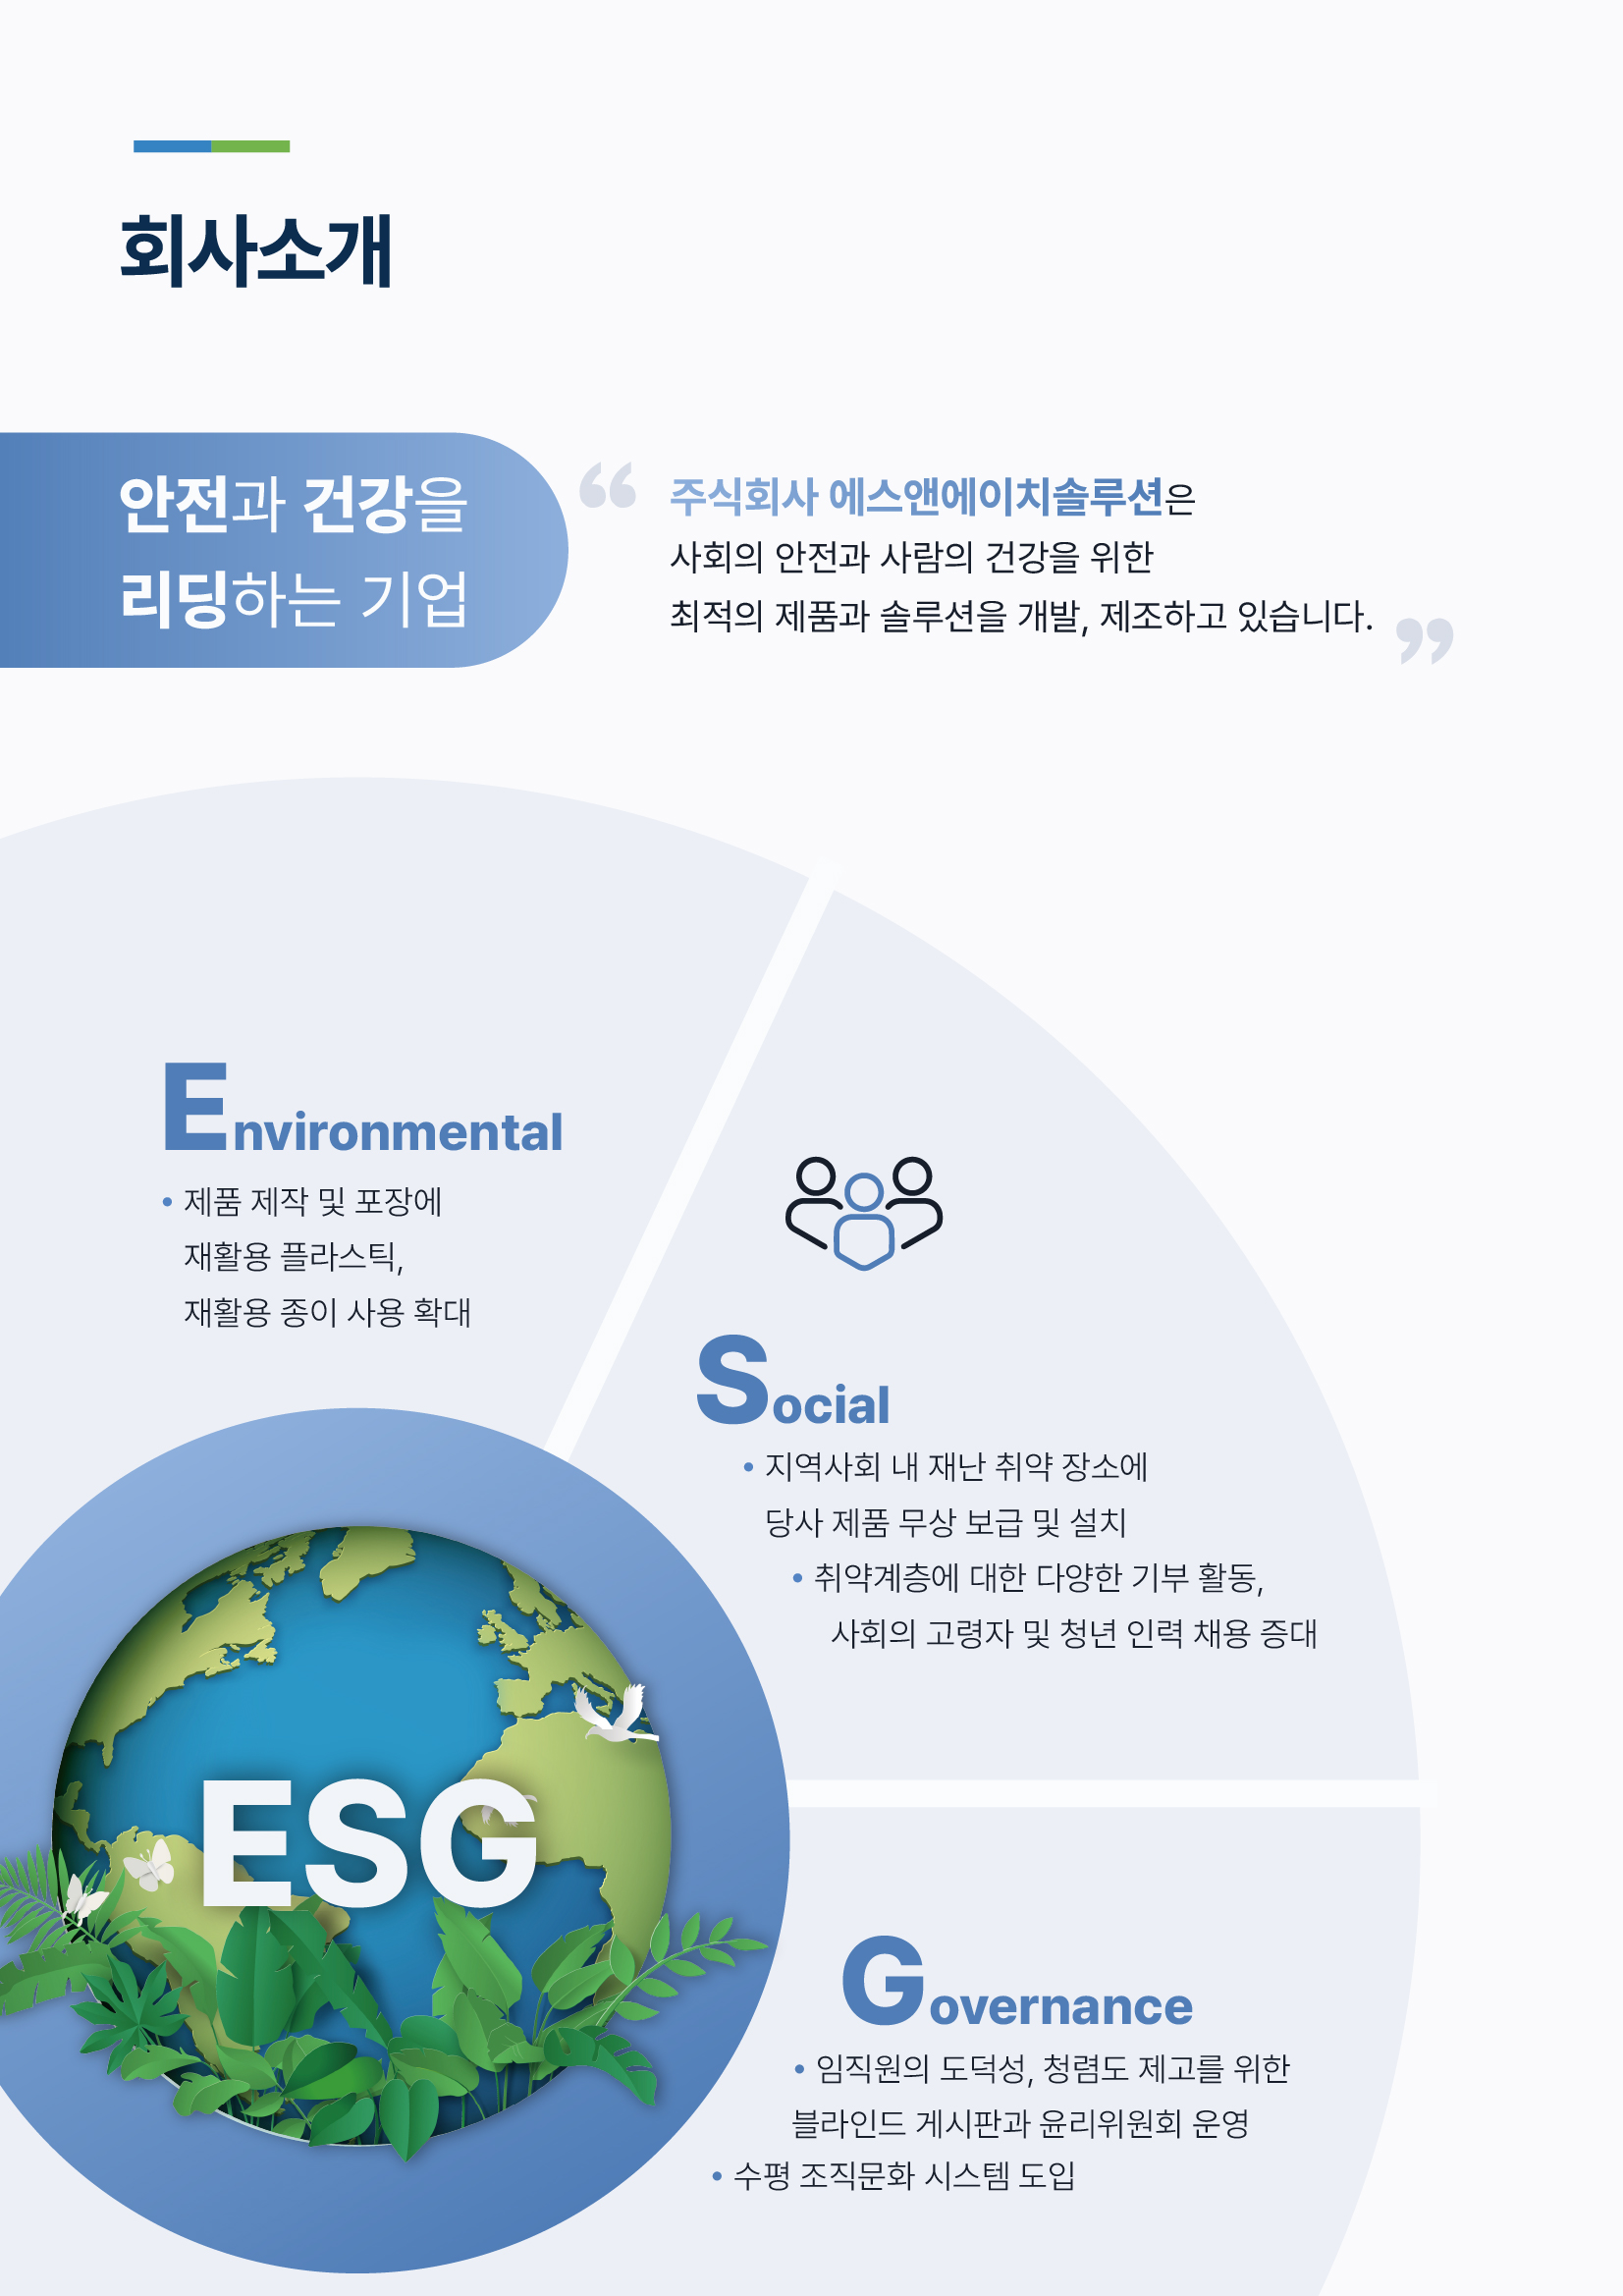 회사소개
안전과 건강을
리딩하는 기업
“ 주식회사 에스앤에이치솔루션은
사회의 안전과 사람의 건강을 위한
최적의 제품과 솔루션을 개발, 제조하고 있습니다. ”
Environmental
• 제품 제작 및 포장에
재활용 플라스틱,
재활용 종이 사용 확대
Social
• 지역사회 내 재난 취약 장소에
당사 제품 무상 보급 및 설치
• 취약계층에 대한 다양한 기부 활동,
사회의 고령자 및 청년 인력 채용 증대
ESG
Governance
• 임직원의 도덕성, 청렴도 제고를 위한
블라인드 게시판과 윤리위원회 운영
• 수평 조직문화 시스템 도입